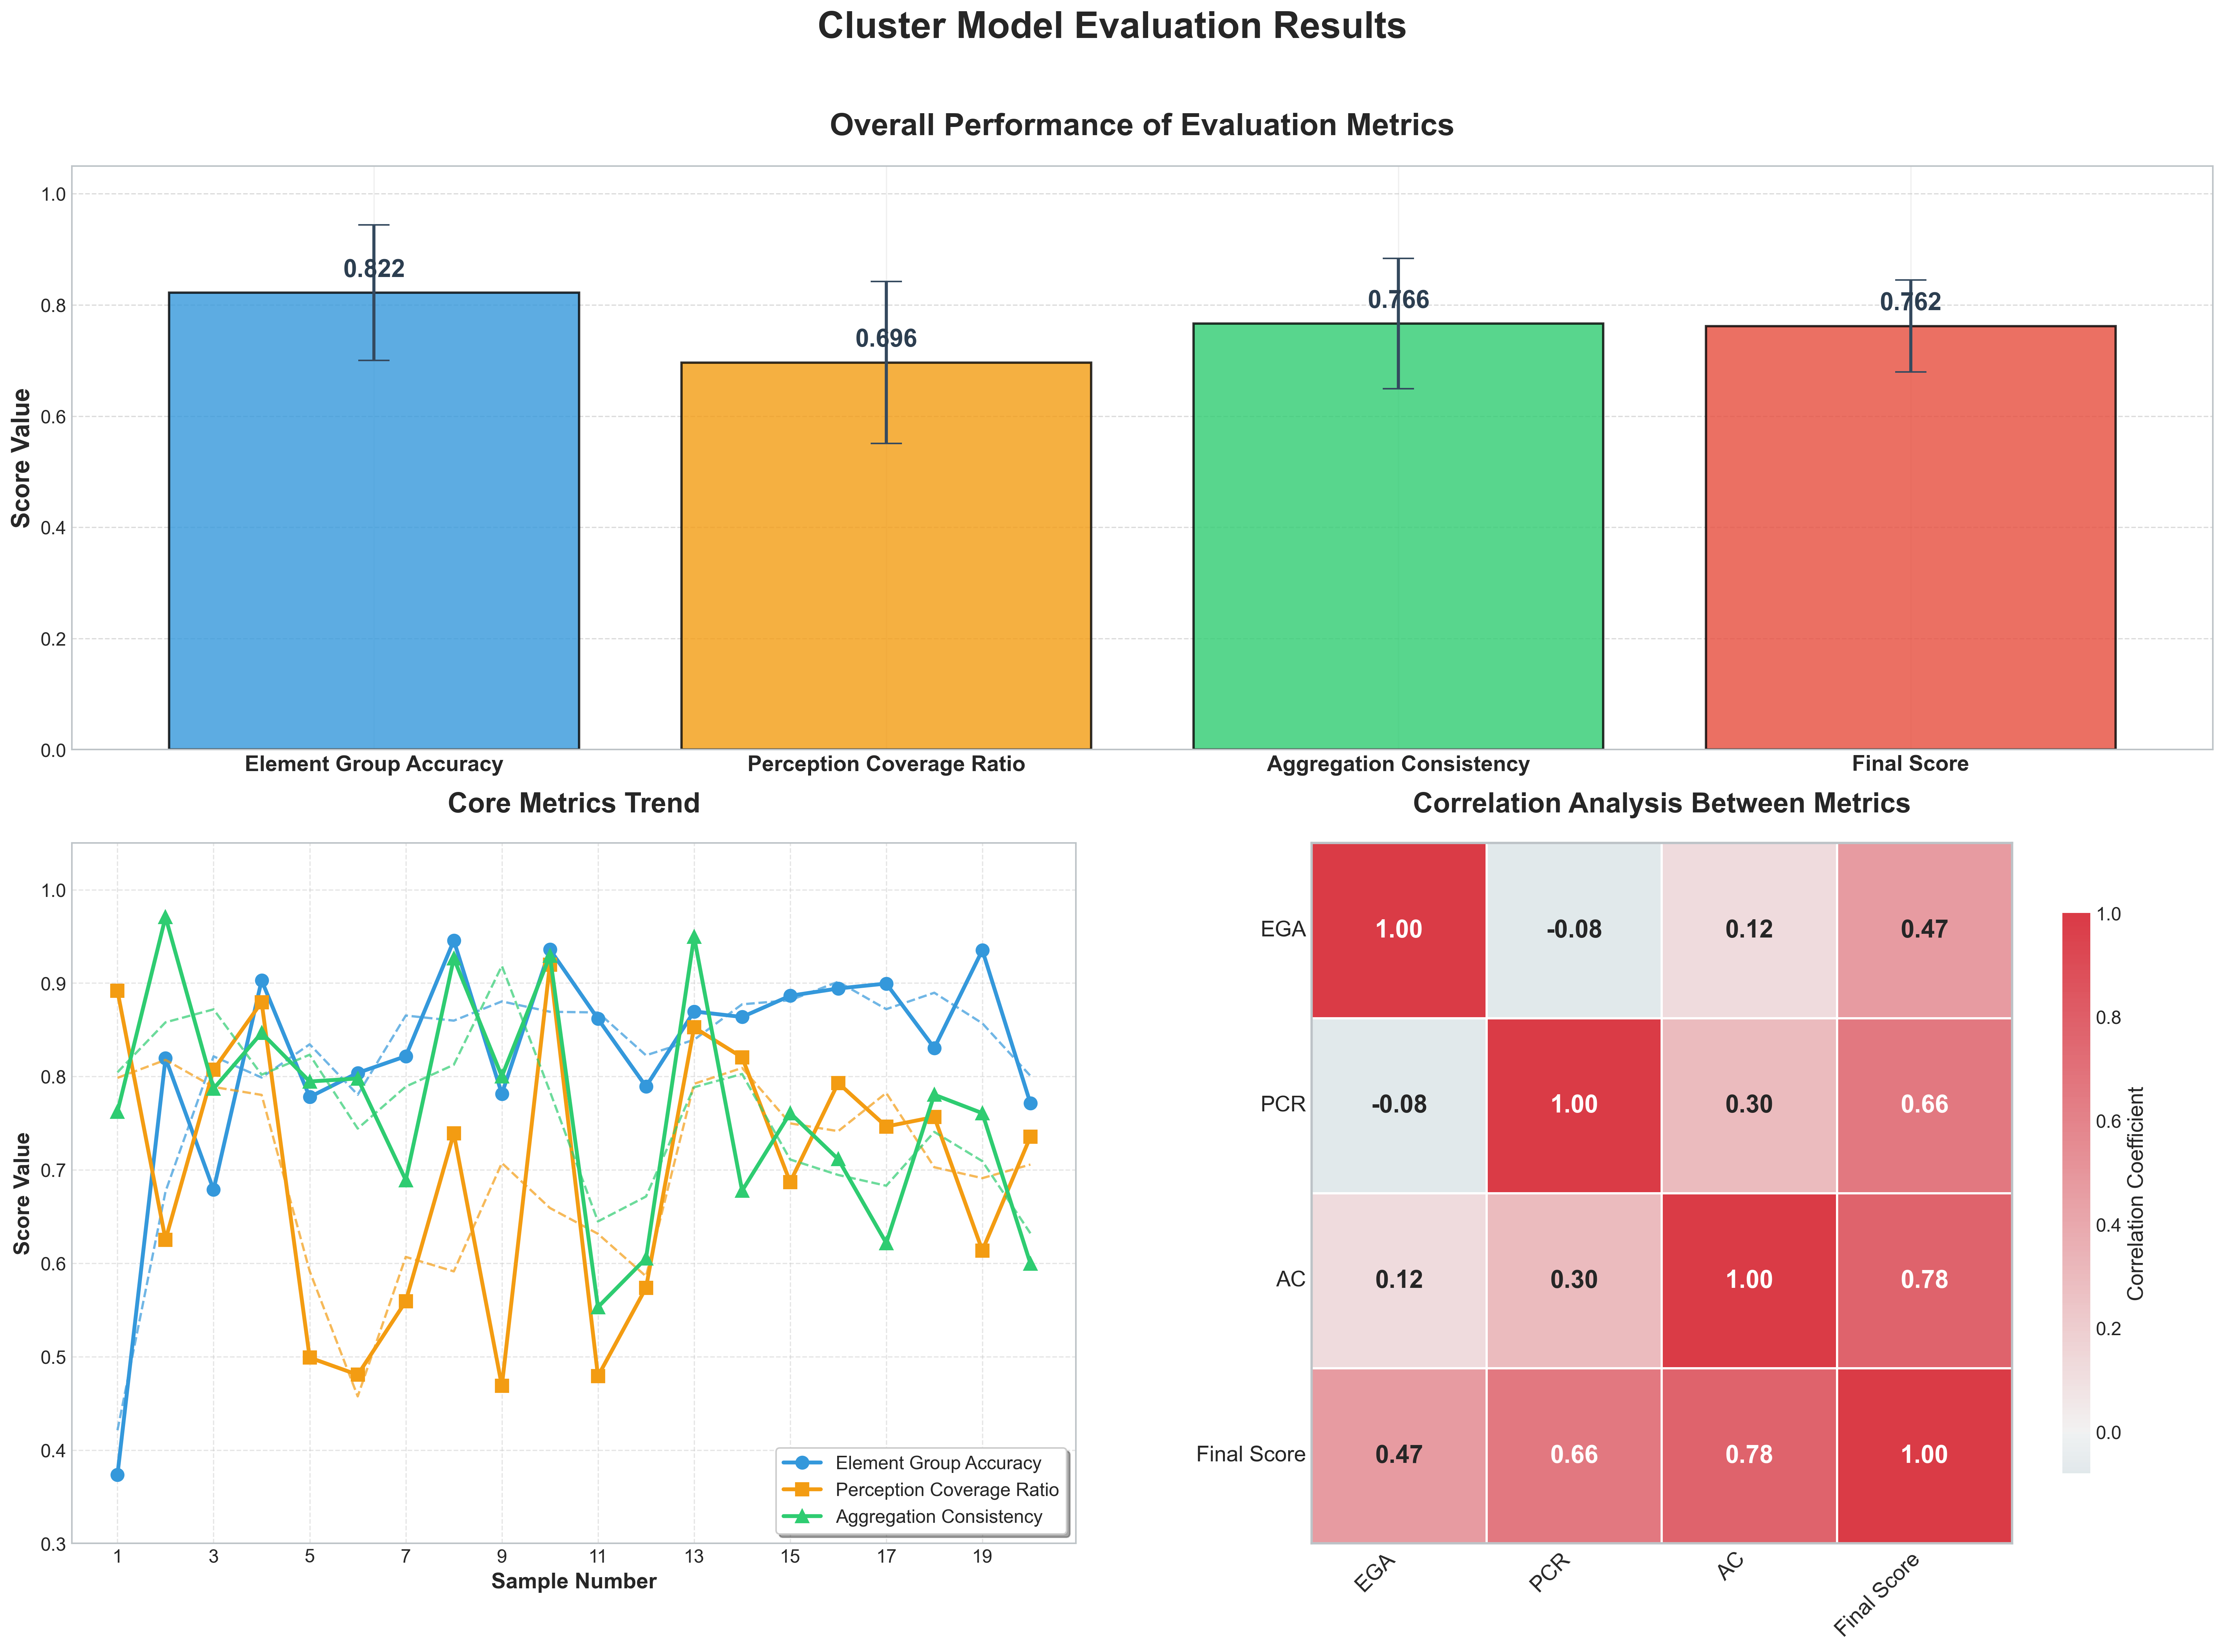 Cluster Model Evaluation Results
Overall Performance of Evaluation Metrics
Score Value
1.0
0.8
0.6
0.4
0.2
0.0
0.822
0.696
0.766
0.762
Element Group Accuracy
Perception Coverage Ratio
Aggregation Consistency
Final Score
Core Metrics Trend
Score Value
1.0
0.9
0.8
0.7
0.6
0.5
0.4
0.3
1 3 5 7 9 11 13 15 17 19
Sample Number
Element Group Accuracy
Perception Coverage Ratio
Aggregation Consistency
Correlation Analysis Between Metrics
EGA 1.00 -0.08 0.12 0.47
PCR -0.08 1.00 0.30 0.66
AC 0.12 0.30 1.00 0.78
Final Score 0.47 0.66 0.78 1.00
EGA PCR AC Final Score
1.0
0.8
0.6
0.4
0.2
0.0
Correlation Coefficient